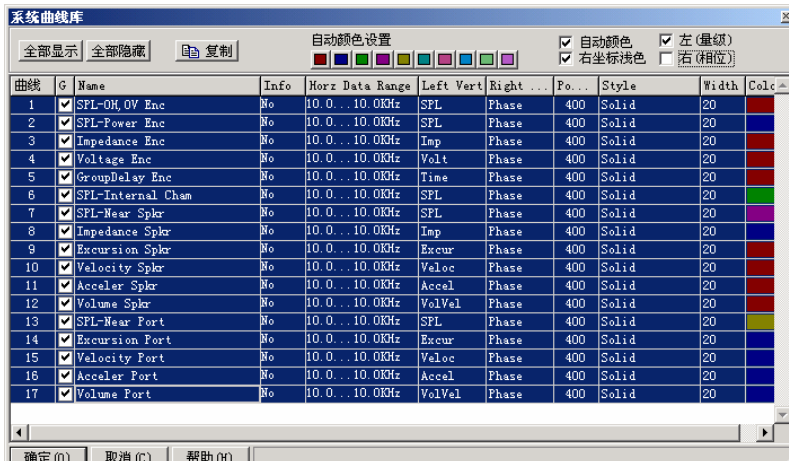 系统曲线库
全部显示 全部隐藏 复制 自动颜色设置 自动颜色 左(量级)
右坐标浅色 右(相位)
曲线 G Name Info Horz Data Range Left Vert Right ... Po... Style Width Colo
1 SPL-0H,0V Enc No 10.0...10.0KHz SPL Phase 400 Solid 20
2 SPL-Power Enc No 10.0...10.0KHz SPL Phase 400 Solid 20
3 Impedance Enc No 10.0...10.0KHz Imp Phase 400 Solid 20
4 Voltage Enc No 10.0...10.0KHz Volt Phase 400 Solid 20
5 GroupDelay Enc No 10.0...10.0KHz Time Phase 400 Solid 20
6 SPL-Internal Cham No 10.0...10.0KHz SPL Phase 400 Solid 20
7 SPL-Near Spkr No 10.0...10.0KHz SPL Phase 400 Solid 20
8 Impedance Spkr No 10.0...10.0KHz Imp Phase 400 Solid 20
9 Excursion Spkr No 10.0...10.0KHz Excur Phase 400 Solid 20
10 Velocity Spkr No 10.0...10.0KHz Veloc Phase 400 Solid 20
11 Acceler Spkr No 10.0...10.0KHz Accel Phase 400 Solid 20
12 Volume Spkr No 10.0...10.0KHz VolVel Phase 400 Solid 20
13 SPL-Near Port No 10.0...10.0KHz SPL Phase 400 Solid 20
14 Excursion Port No 10.0...10.0KHz Excur Phase 400 Solid 20
15 Velocity Port No 10.0...10.0KHz Veloc Phase 400 Solid 20
16 Acceler Port No 10.0...10.0KHz Accel Phase 400 Solid 20
17 Volume Port No 10.0...10.0KHz VolVel Phase 400 Solid 20
确定(O) 取消(C) 帮助(H)